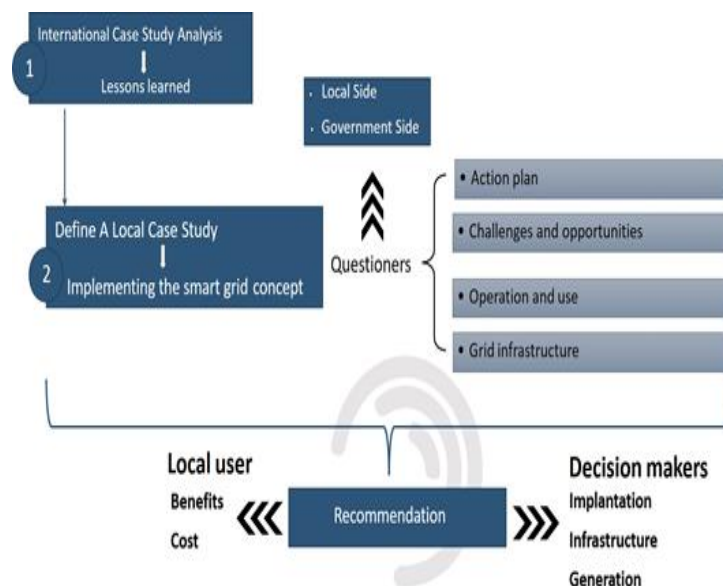 International Case Study Analysis
1
Lessons learned
• Local Side
• Government Side
Define A Local Case Study
2
Implementing the smart grid concept
Questioners
• Action plan
• Challenges and opportunities
• Operation and use
• Grid infrastructure
Local user
Benefits
Cost
Recommendation
Decision makers
Implantation
Infrastructure
Generation